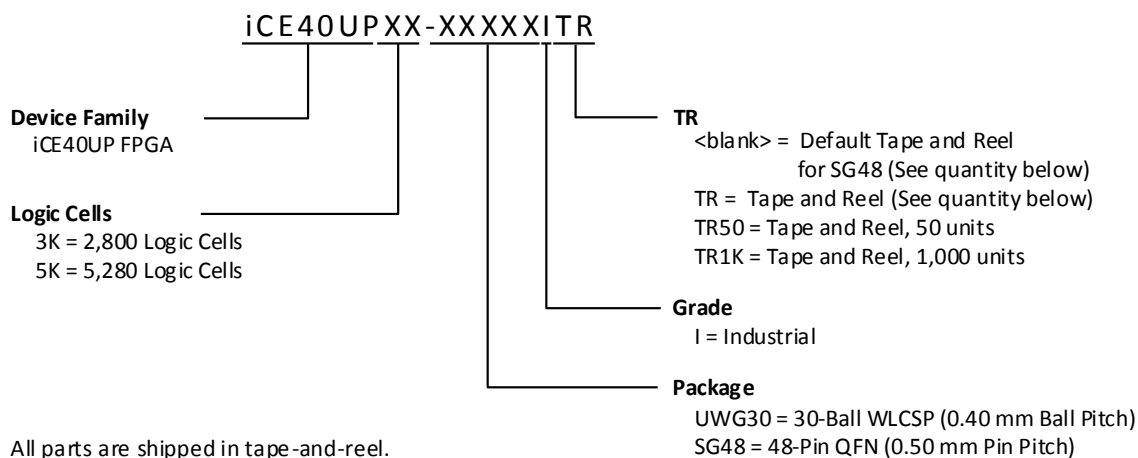 iCE40UPXX-XXXXXITR
Device Family
iCE40UP FPGA
Logic Cells
3K = 2,800 Logic Cells
5K = 5,280 Logic Cells
TR
<blank> = Default Tape and Reel
for SG48 (See quantity below)
TR = Tape and Reel (See quantity below)
TR50 = Tape and Reel, 50 units
TR1K = Tape and Reel, 1,000 units
Grade
I = Industrial
Package
UWG30 = 30-Ball WLCSP (0.40 mm Ball Pitch)
SG48 = 48-Pin QFN (0.50 mm Pin Pitch)
All parts are shipped in tape-and-reel.